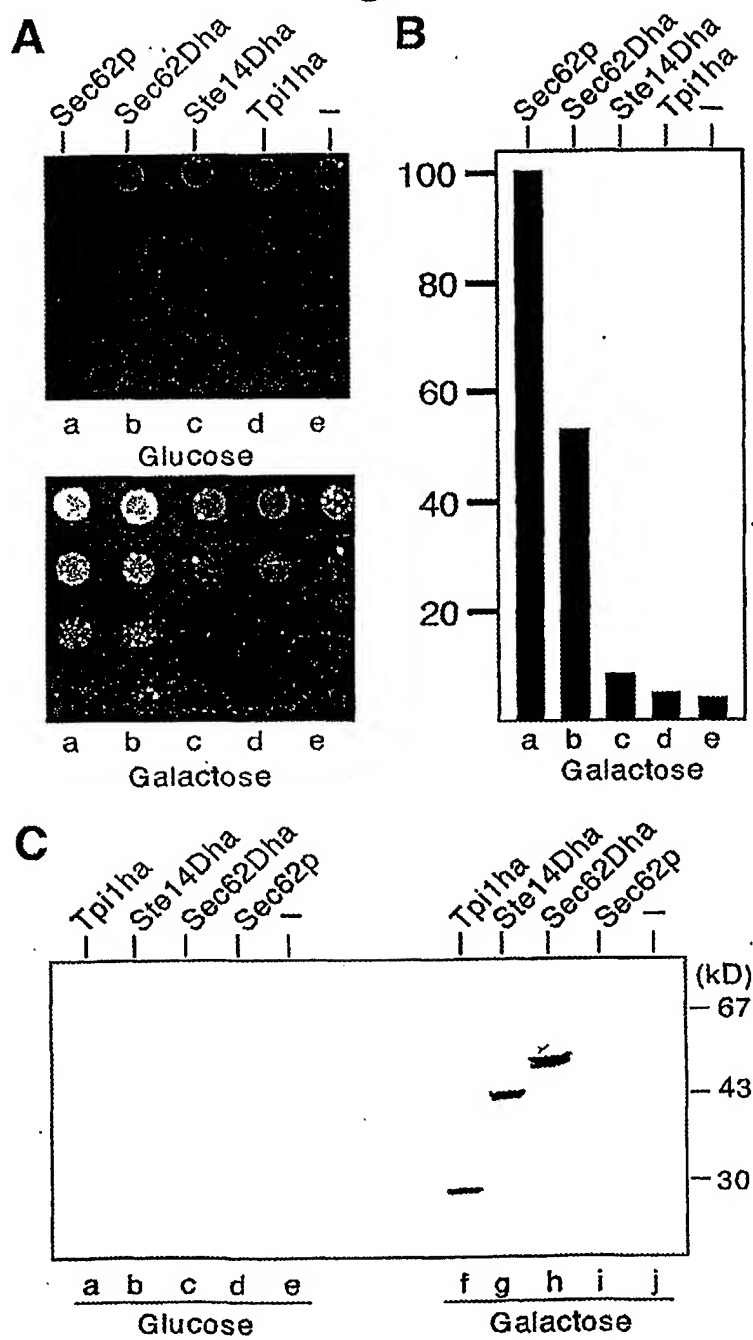 A
Sec62p
Sec62Dha
Ste14Dha
Tpi1ha
–
a b c d e
Glucose
a b c d e
Galactose
B
Sec62p
Sec62Dha
Ste14Dha
Tpi1ha
–
100
80
60
40
20
a b c d e
Galactose
C
Tpi1ha
Ste14Dha
Sec62Dha
Sec62p
–
Tpi1ha
Ste14Dha
Sec62Dha
Sec62p
–
(kD)
67
43
30
a b c d e
Glucose
f g h i j
Galactose